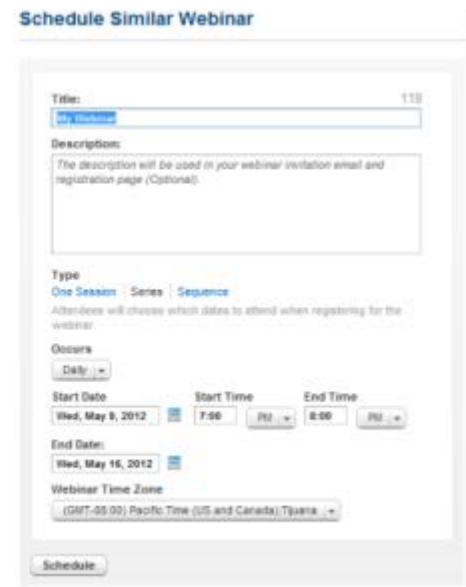 Schedule Similar Webinar
Title: 119
My Webinar
Description:
The description will be used in your webinar invitation email and
registration page (Optional).
Type
One Session Series Sequence
Attendees will choose which dates to attend when registering for the
webinar.
Occurs
Daily
Start Date Start Time End Time
Wed, May 9, 2012 7:00 PM 8:00 PM
End Date:
Wed, May 16, 2012
Webinar Time Zone
Pacific Time (US and Canada);Tijuana
Schedule